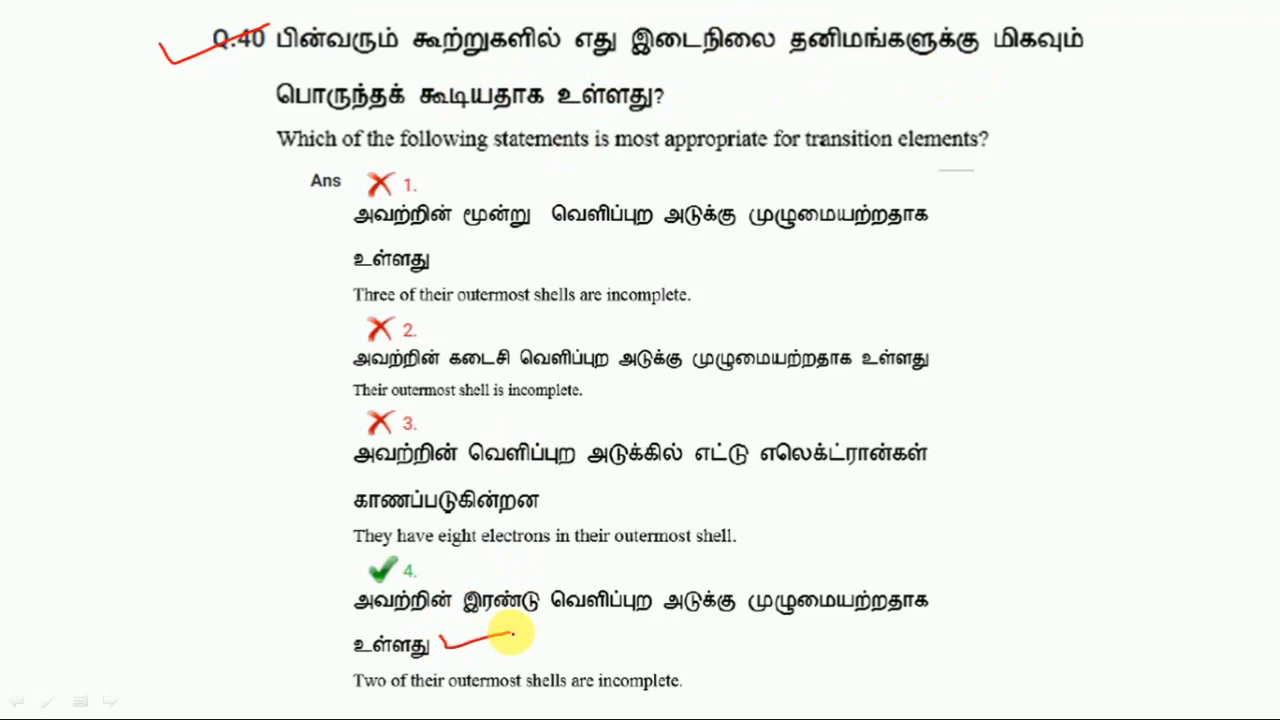 Q.40 பின்வரும் கூற்றுகளில் எது இடைநிலை தனிமங்களுக்கு மிகவும்
பொருந்தக் கூடியதாக உள்ளது?
Which of the following statements is most appropriate for transition elements?
Ans 1.
அவற்றின் மூன்று வெளிப்புற அடுக்கு முழுமையற்றதாக
உள்ளது
Three of their outermost shells are incomplete.
2.
அவற்றின் கடைசி வெளிப்புற அடுக்கு முழுமையற்றதாக உள்ளது
Their outermost shell is incomplete.
3.
அவற்றின் வெளிப்புற அடுக்கில் எட்டு எலெக்ட்ரான்கள்
காணப்படுகின்றன
They have eight electrons in their outermost shell.
4.
அவற்றின் இரண்டு வெளிப்புற அடுக்கு முழுமையற்றதாக
உள்ளது
Two of their outermost shells are incomplete.